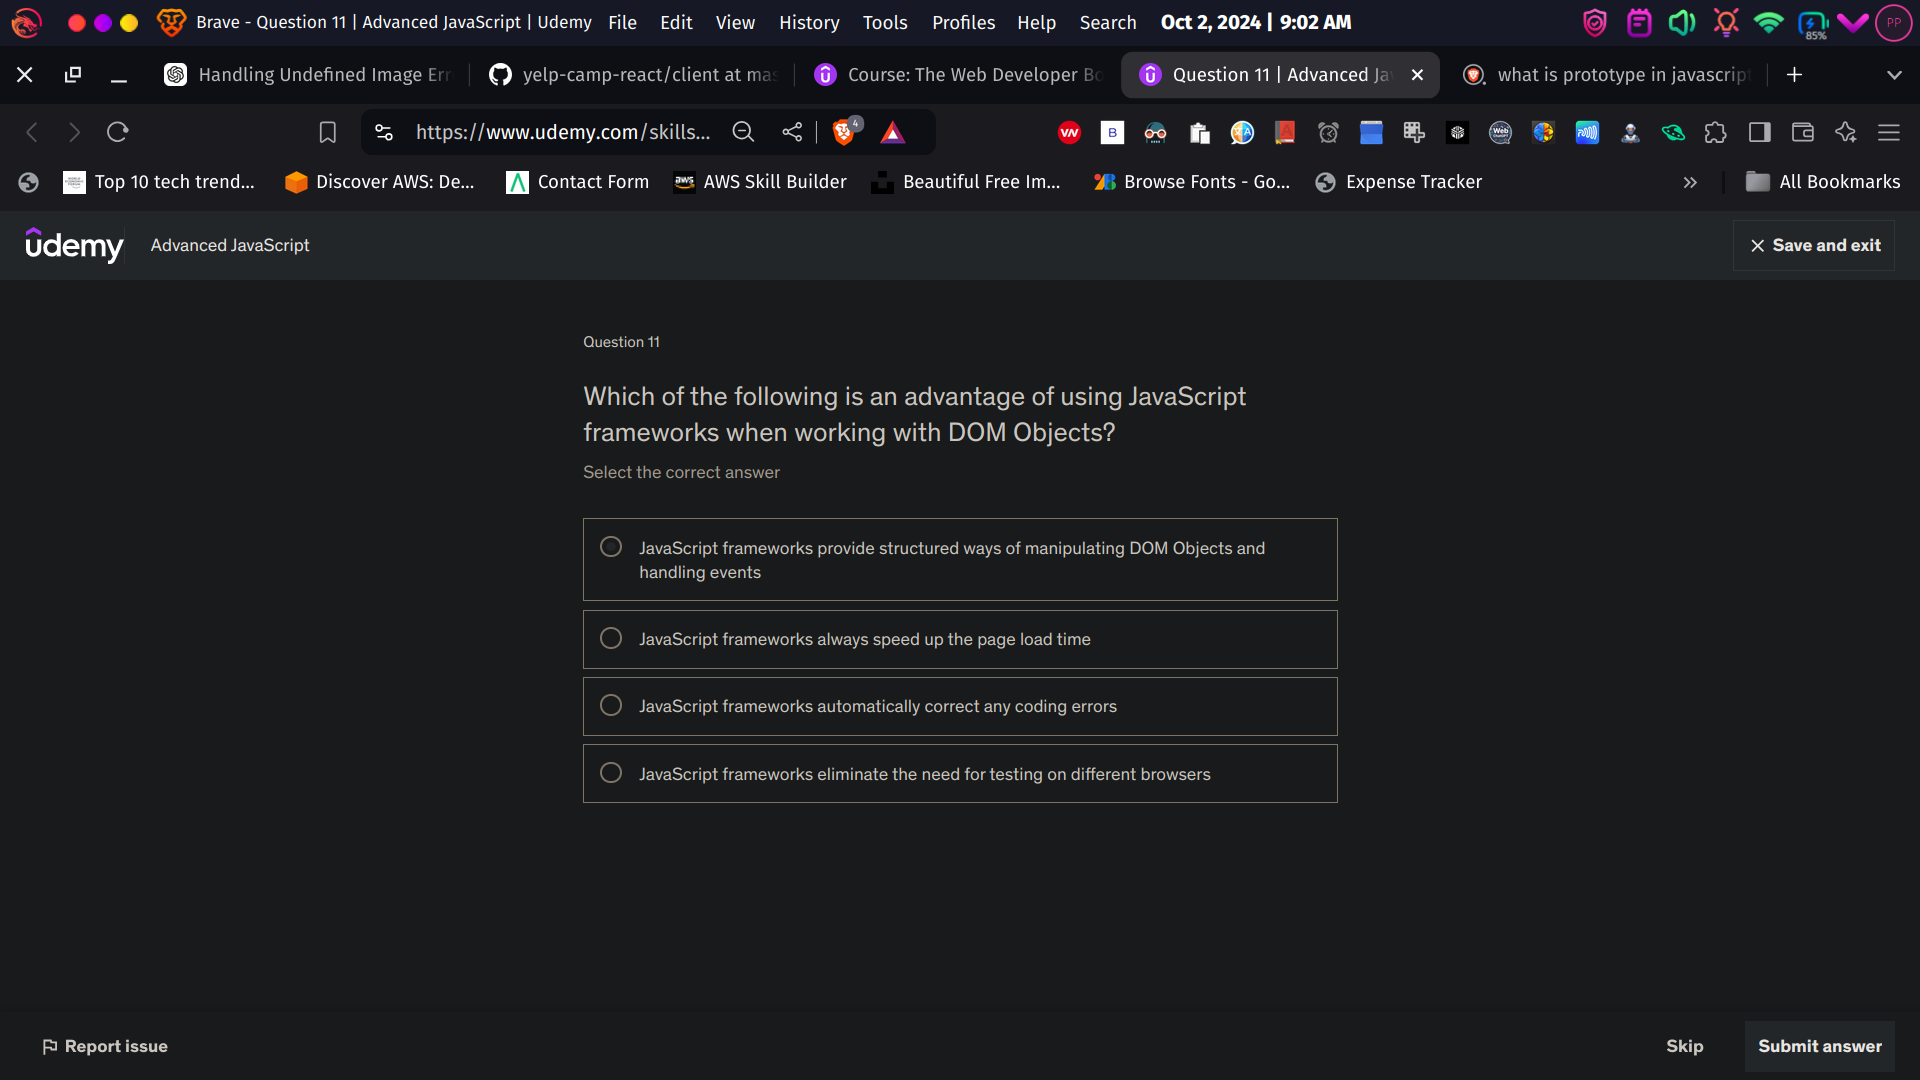 Brave - Question 11 | Advanced JavaScript | Udemy File Edit View History Tools Profiles Help Search Oct 2, 2024 | 9:02 AM 85% PP
Handling Undefined Image Err yelp-camp-react/client at mas Course: The Web Developer Bo Question 11 | Advanced Ja what is prototype in javascript
https://www.udemy.com/skills... 4
Top 10 tech trend... Discover AWS: De... Contact Form AWS Skill Builder Beautiful Free Im... Browse Fonts - Go... Expense Tracker All Bookmarks
udemy Advanced JavaScript Save and exit
Question 11
Which of the following is an advantage of using JavaScript
frameworks when working with DOM Objects?
Select the correct answer
JavaScript frameworks provide structured ways of manipulating DOM Objects and
handling events
JavaScript frameworks always speed up the page load time
JavaScript frameworks automatically correct any coding errors
JavaScript frameworks eliminate the need for testing on different browsers
Report issue Skip Submit answer